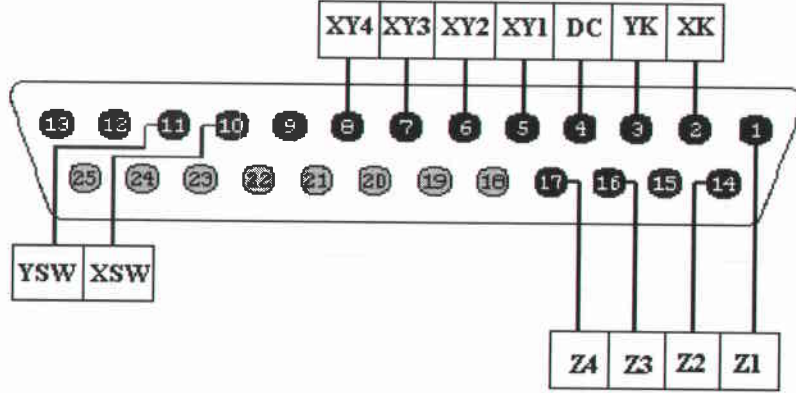 XY4 XY3 XY2 XY1 DC YK XK
13 12 11 10 9 8 7 6 5 4 3 2 1
25 24 23 22 21 20 19 18 17 16 15 14
YSW XSW
Z4 Z3 Z2 Z1